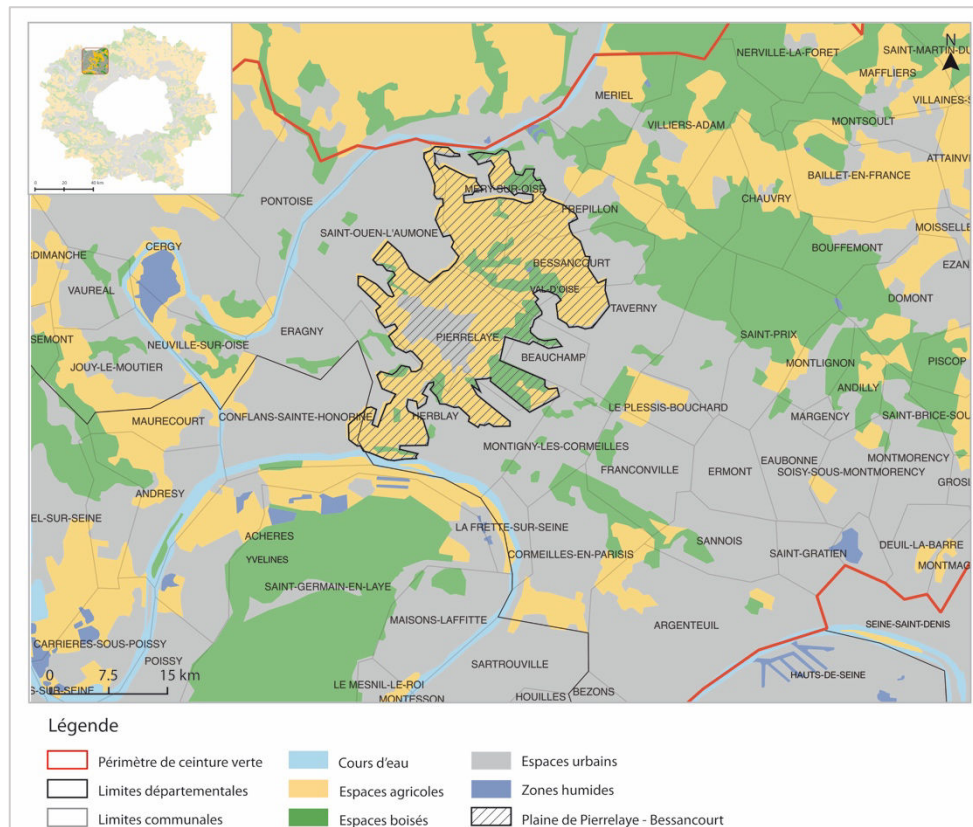 N
0 20 40 km
NERVILLE-LA-FORET
SAINT-MARTIN-DU
MAFFLIERS
MERIEL
VILLAINES-S
VILLIERS-ADAM
MONTSOULT
ATTAINVI
BAILLET-EN-FRANCE
MERY-SUR-OISE
CHAUVRY
PONTOISE
FREPILLON
MOISSELLE
SAINT-OUEN-L'AUMONE
CERGY
BOUFFEMONT
RDIMANCHE
BESSANCOURT
EZAN
VAUREAL
VAL-D'OISE
DOMONT
TAVERNY
ERAGNY
PIERRELAYE
SAINT-PRIX
NEUVILLE-SUR-OISE
SEMONT
BEAUCHAMP
MONTLIGNON
PISCOP
JOUY-LE-MOUTIER
ANDILLY
LE PLESSIS-BOUCHARD
MAURECOURT
CONFLANS-SAINTE-HONORINE
HERBLAY
MARGENCY
SAINT-BRICE-SOU
MONTIGNY-LES-CORMEILLES
EAUBONNE
MONTMORENCY
FRANCONVILLE
ERMONT
SOISY-SOUS-MONTMORENCY
GROSL
ANDRESY
EL-SUR-SEINE
LA FRETTE-SUR-SEINE
ACHERES
SANNOIS
DEUIL-LA-BARRE
YVELINES
CORMEILLES-EN-PARISIS
SAINT-GRATIEN
MONTMAG
SAINT-GERMAIN-EN-LAYE
MAISONS-LAFFITTE
ARGENTEUIL
SEINE-SAINT-DENIS
CARRIERES-SOUS-POISSY
POISSY
SARTROUVILLE
HAUTS-DE-SEINE
0 7.5 15 km
LE MESNIL-LE-ROI
BEZONS
S-SUR-SEINE
MONTESSON
HOUILLES
Légende
Périmètre de ceinture verte
Cours d'eau
Espaces urbains
Limites départementales
Espaces agricoles
Zones humides
Limites communales
Espaces boisés
Plaine de Pierrelaye - Bessancourt